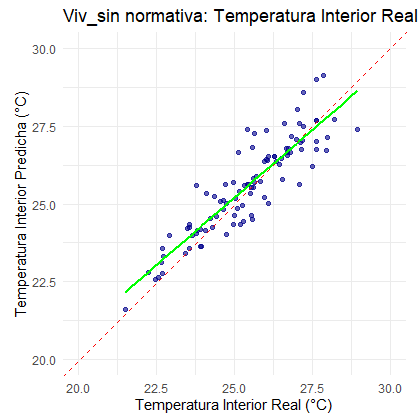 Viv_sin normativa: Temperatura Interior Real
30.0
27.5
25.0
22.5
20.0
Temperatura Interior Predicha (°C)
20.0 22.5 25.0 27.5 30.0
Temperatura Interior Real (°C)